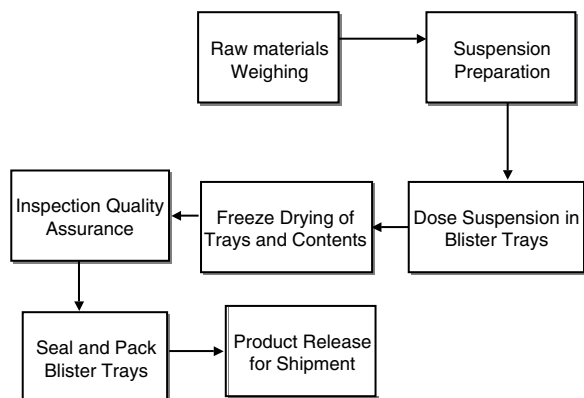 Raw materials
Weighing
Suspension
Preparation
Dose Suspension in
Blister Trays
Freeze Drying of
Trays and Contents
Inspection Quality
Assurance
Seal and Pack
Blister Trays
Product Release
for Shipment